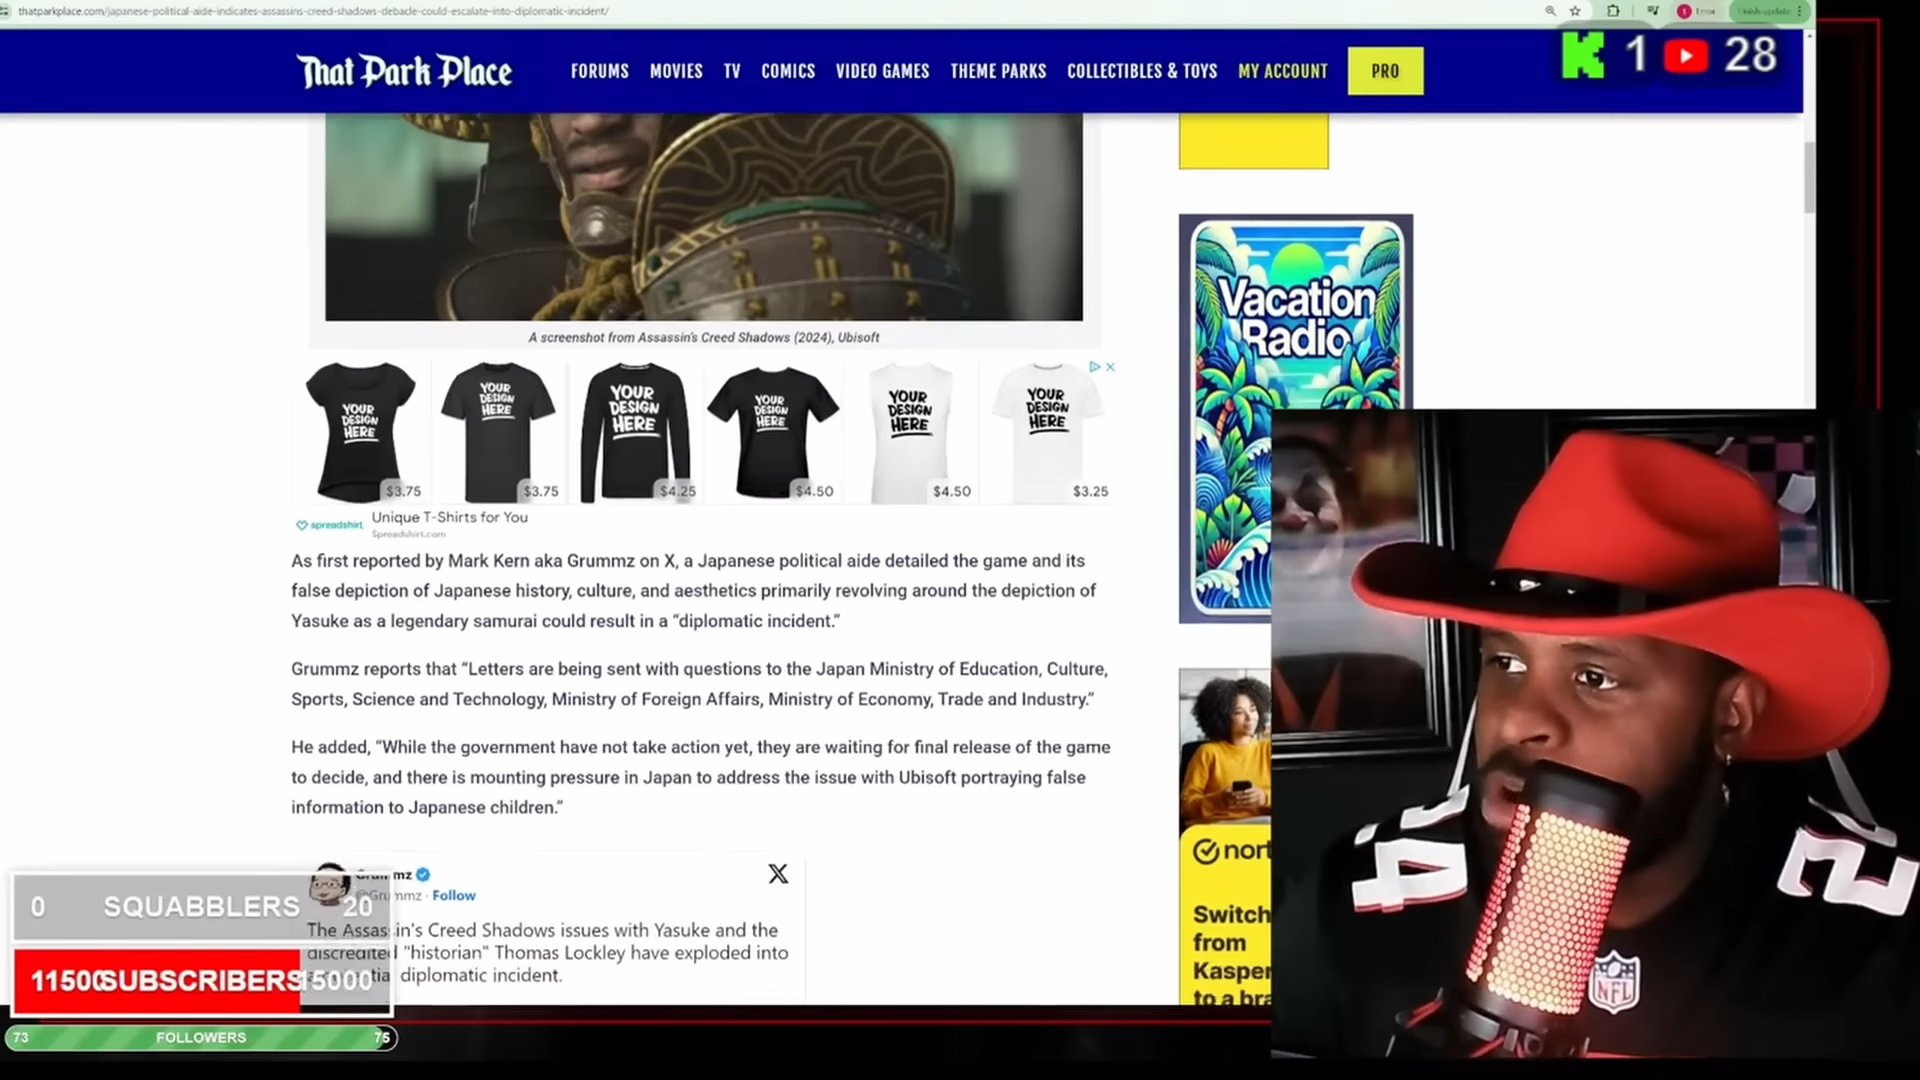 thatparkplace.com/japanese-political-aide-indicates-assassins-creed-shadows-debacle-could-escalate-into-diplomatic-incident/
Error
Finish update
That Park Place
FORUMS MOVIES TV COMICS VIDEO GAMES THEME PARKS COLLECTIBLES & TOYS MY ACCOUNT PRO
1 28
A screenshot from Assassin's Creed Shadows (2024), Ubisoft
YOUR DESIGN HERE
YOUR DESIGN HERE
YOUR DESIGN HERE
YOUR DESIGN HERE
YOUR DESIGN HERE
YOUR DESIGN HERE
$3.75 $3.75 $4.25 $4.50 $4.50 $3.25
spreadshirt
Unique T-Shirts for You
Spreadshirt.com
Vacation
Radio
As first reported by Mark Kern aka Grummz on X, a Japanese political aide detailed the game and its
false depiction of Japanese history, culture, and aesthetics primarily revolving around the depiction of
Yasuke as a legendary samurai could result in a “diplomatic incident.”
Grummz reports that “Letters are being sent with questions to the Japan Ministry of Education, Culture,
Sports, Science and Technology, Ministry of Foreign Affairs, Ministry of Economy, Trade and Industry.”
He added, “While the government have not take action yet, they are waiting for final release of the game
to decide, and there is mounting pressure in Japan to address the issue with Ubisoft portraying false
information to Japanese children.”
Follow
The Assassin's Creed Shadows issues with Yasuke and the
discredited "historian" Thomas Lockley have exploded into
diplomatic incident.
0 SQUABBLERS 20
11500 SUBSCRIBERS 15000
73 FOLLOWERS 75
nort
Switch
from
Kasper
to a bra
NFL